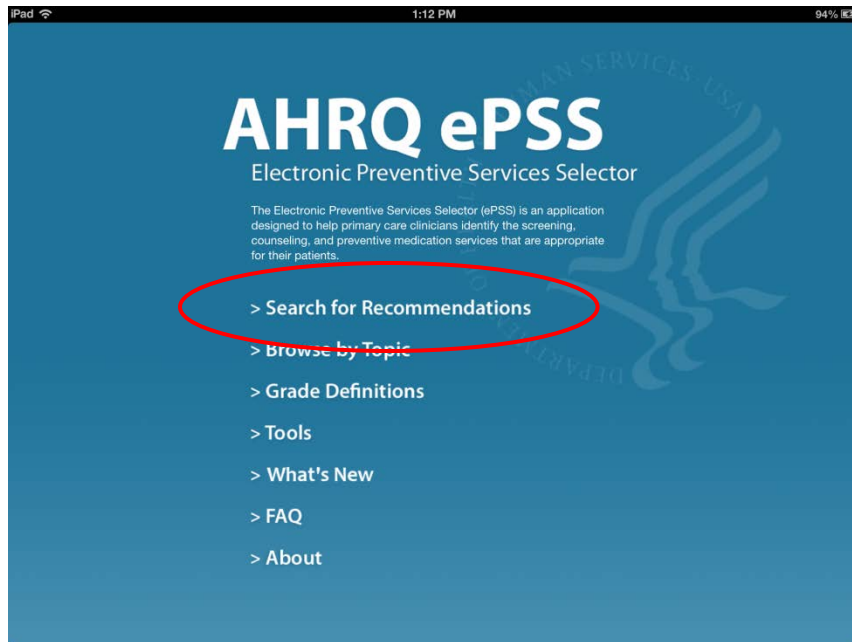 iPad
1:12 PM
94%
AHRQ ePSS
Electronic Preventive Services Selector
The Electronic Preventive Services Selector (ePSS) is an application
designed to help primary care clinicians identify the screening,
counseling, and preventive medication services that are appropriate
for their patients.
> Search for Recommendations
> Browse by Topic
> Grade Definitions
> Tools
> What's New
> FAQ
> About